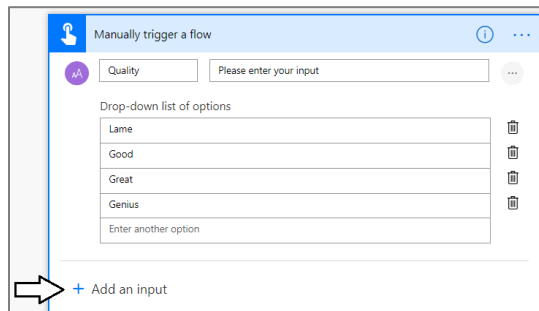 Manually trigger a flow
AA Quality Please enter your input
Drop-down list of options
Lame
Good
Great
Genius
Enter another option
+ Add an input